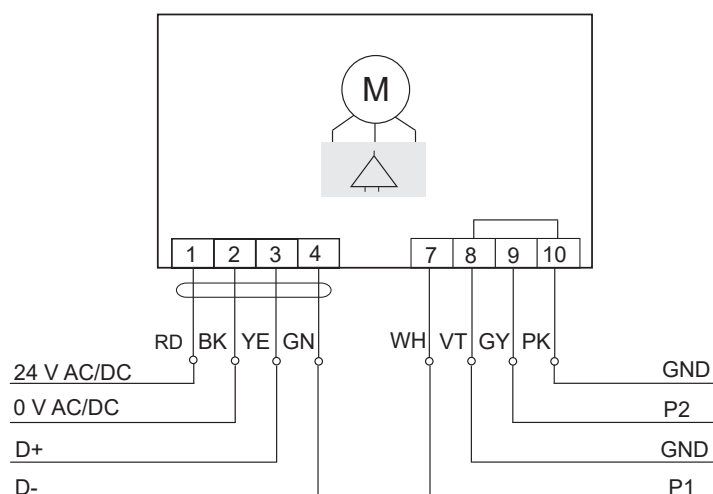 M
1 2 3 4 7 8 9 10
RD BK YE GN WH VT GY PK
24 V AC/DC GND
0 V AC/DC P2
D+ GND
D- P1